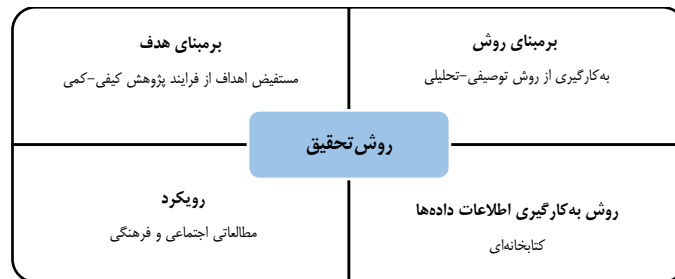 برمبنای روش
به‌کارگیری از روش توصیفی-تحلیلی
برمبنای هدف
مستفیض اهداف از فرایند پژوهش کیفی-کمی
روش تحقیق
روش به‌کارگیری اطلاعات داده‌ها
کتابخانه‌ای
رویکرد
مطالعاتی اجتماعی و فرهنگی